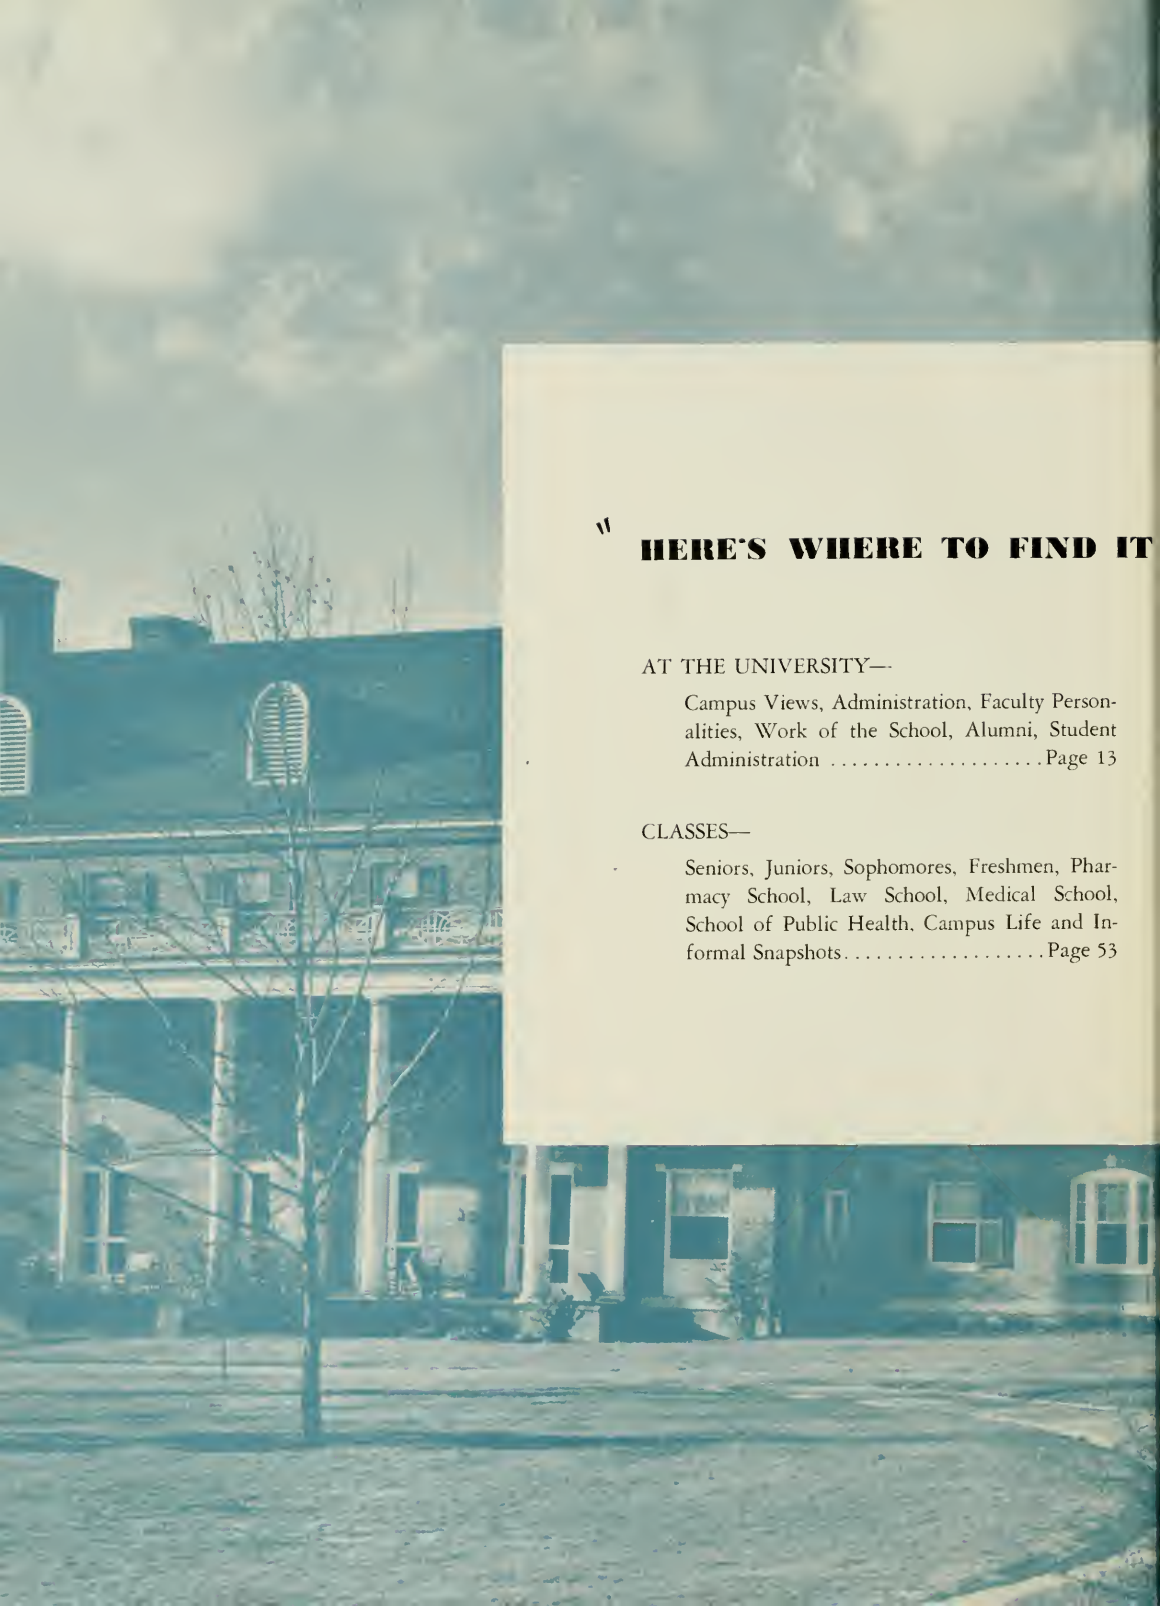 " HERE'S WHERE TO FIND IT
AT THE UNIVERSITY—
Campus Views, Administration, Faculty Person-
alities, Work of the School, Alumni, Student
Administration ....................Page 13
CLASSES—
Seniors, Juniors, Sophomores, Freshmen, Phar-
macy School, Law School, Medical School,
School of Public Health, Campus Life and In-
formal Snapshots...................Page 53